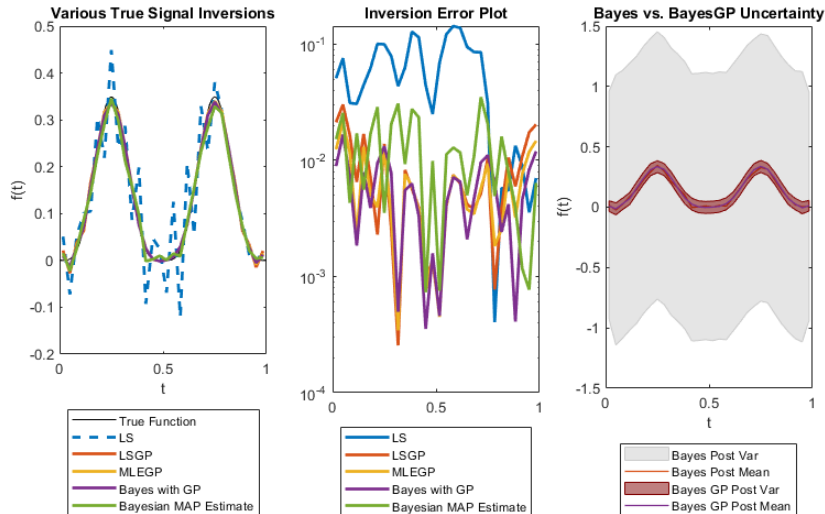 Various True Signal Inversions
0.5
0.4
0.3
0.2
0.1
0
-0.1
-0.2
f(t)
0
0.5
1
t
True Function
LS
LSGP
MLEGP
Bayes with GP
Bayesian MAP Estimate
Inversion Error Plot
10-1
10-2
10-3
10-4
0
0.5
1
t
LS
LSGP
MLEGP
Bayes with GP
Bayesian MAP Estimate
Bayes vs. BayesGP Uncertainty
1.5
1
0.5
0
-0.5
-1
-1.5
f(t)
0
0.5
1
t
Bayes Post Var
Bayes Post Mean
Bayes GP Post Var
Bayes GP Post Mean